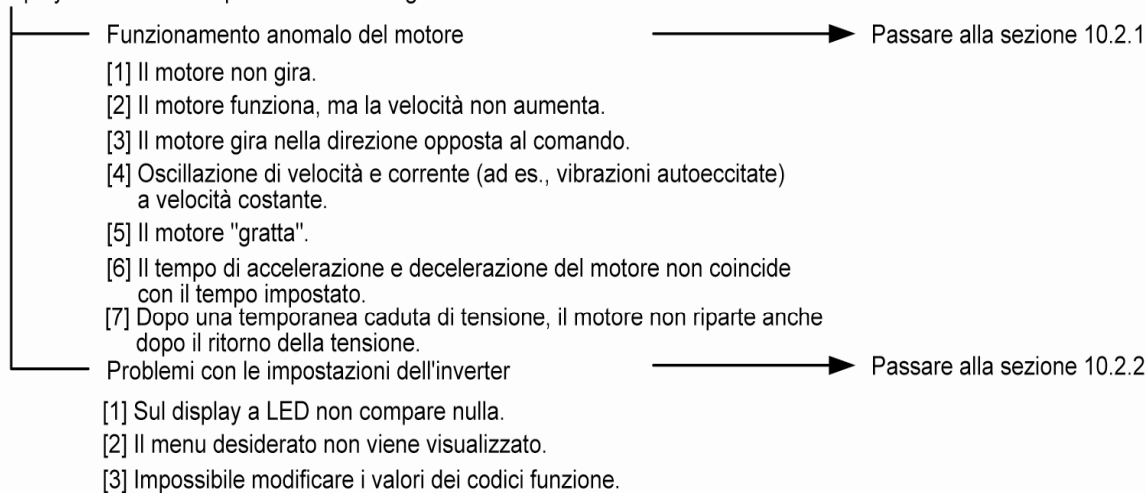 Funzionamento anomalo del motore Passare alla sezione 10.2.1
[1] Il motore non gira.
[2] Il motore funziona, ma la velocità non aumenta.
[3] Il motore gira nella direzione opposta al comando.
[4] Oscillazione di velocità e corrente (ad es., vibrazioni autoeccitate)
a velocità costante.
[5] Il motore "gratta".
[6] Il tempo di accelerazione e decelerazione del motore non coincide
con il tempo impostato.
[7] Dopo una temporanea caduta di tensione, il motore non riparte anche
dopo il ritorno della tensione.
Problemi con le impostazioni dell'inverter Passare alla sezione 10.2.2
[1] Sul display a LED non compare nulla.
[2] Il menu desiderato non viene visualizzato.
[3] Impossibile modificare i valori dei codici funzione.